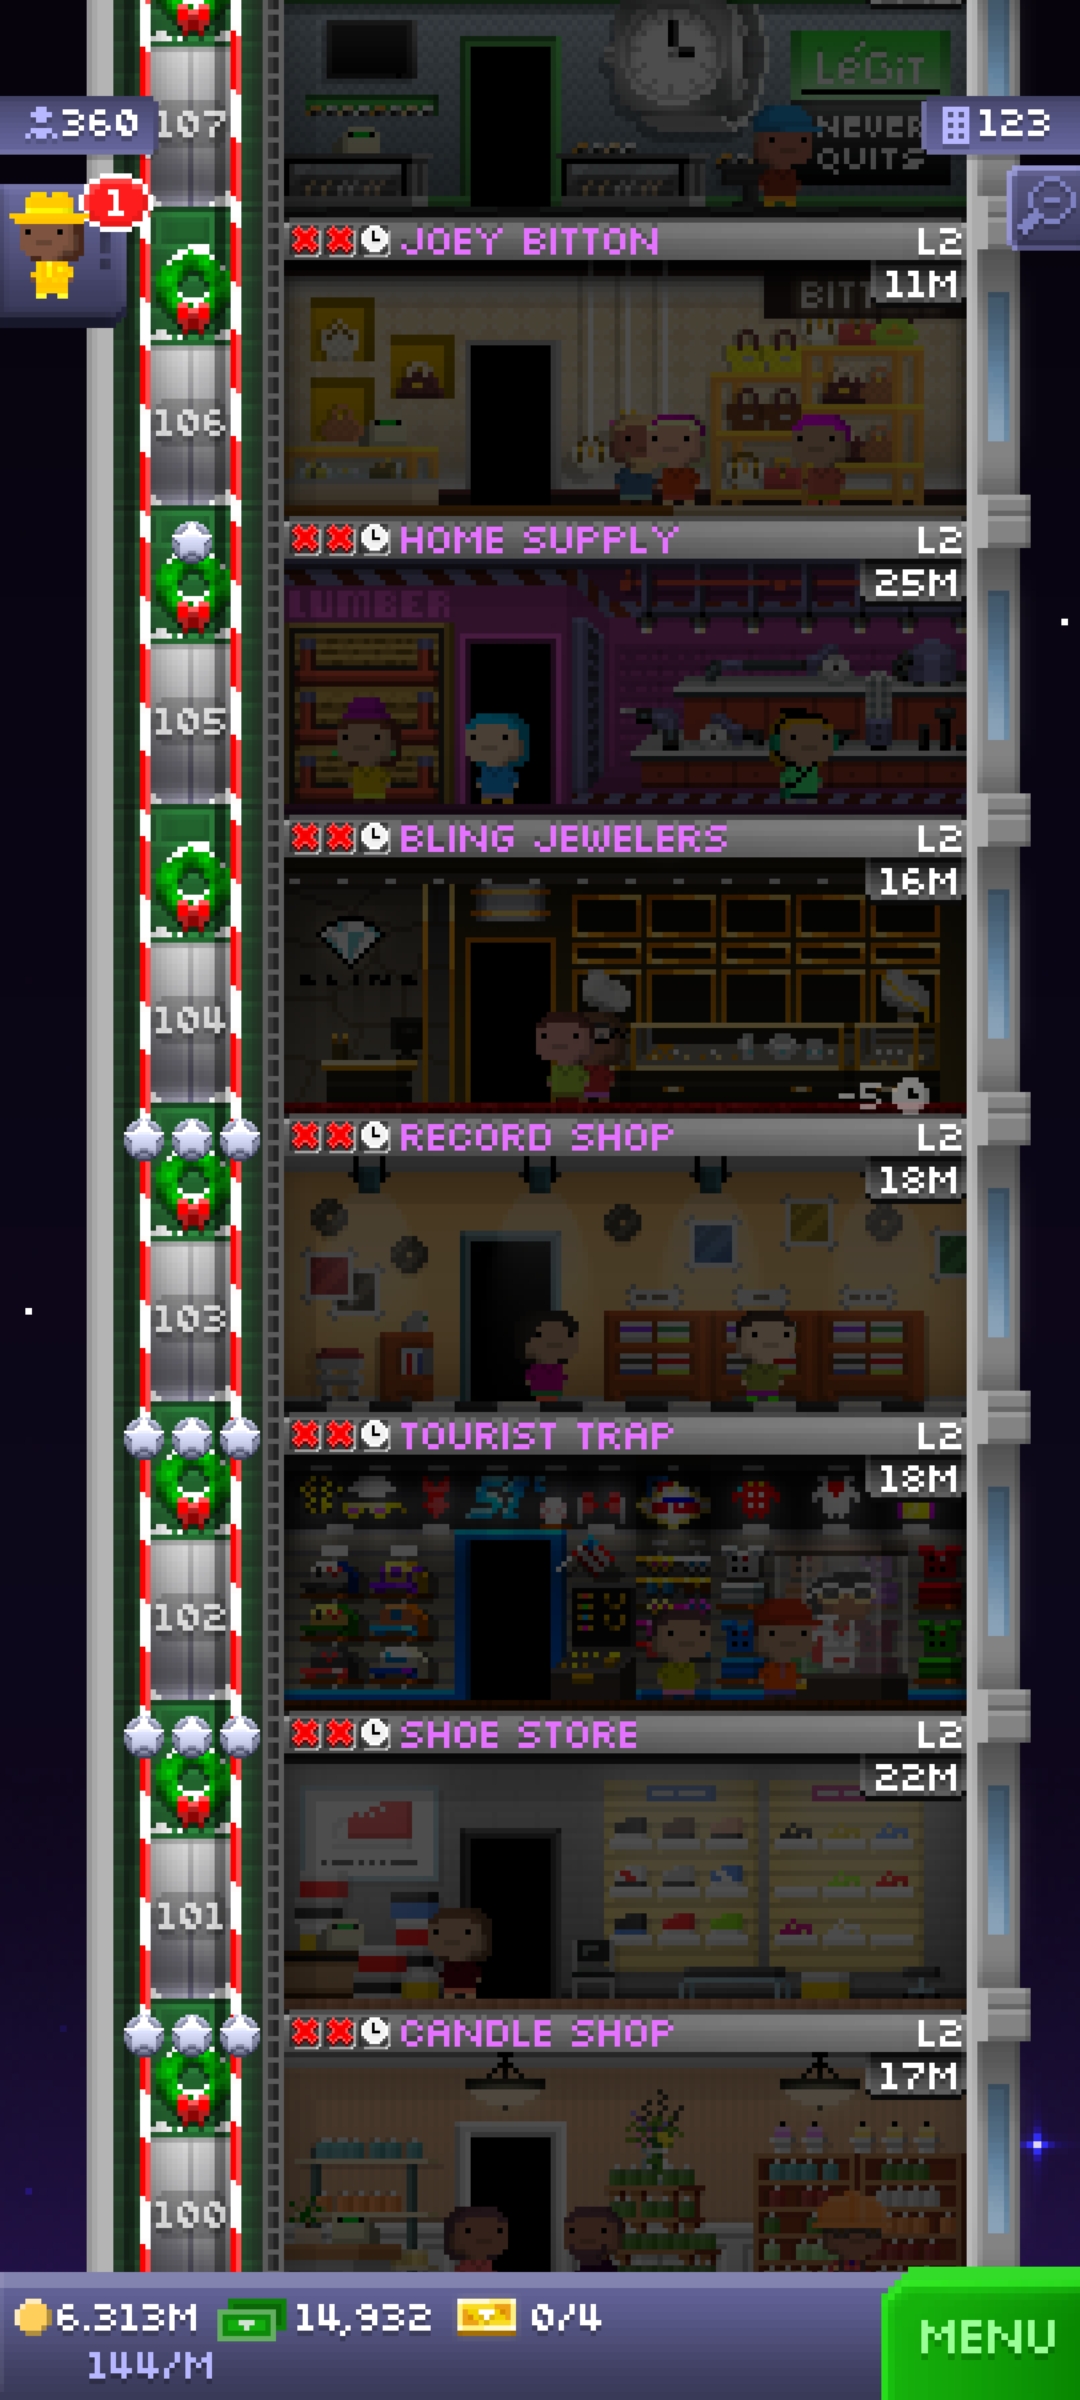 LéGiT
360
107
NEVER
QUITS
123
1
JOEY BITTON L2
11M
BITT
106
HOME SUPPLY L2
25M
LUMBER
105
BLING JEWELERS L2
16M
BLING
104
-5
RECORD SHOP L2
18M
103
TOURIST TRAP L2
18M
102
SHOE STORE L2
22M
101
CANDLE SHOP L2
17M
100
6.313M 14,932 0/4
144/M
MENU